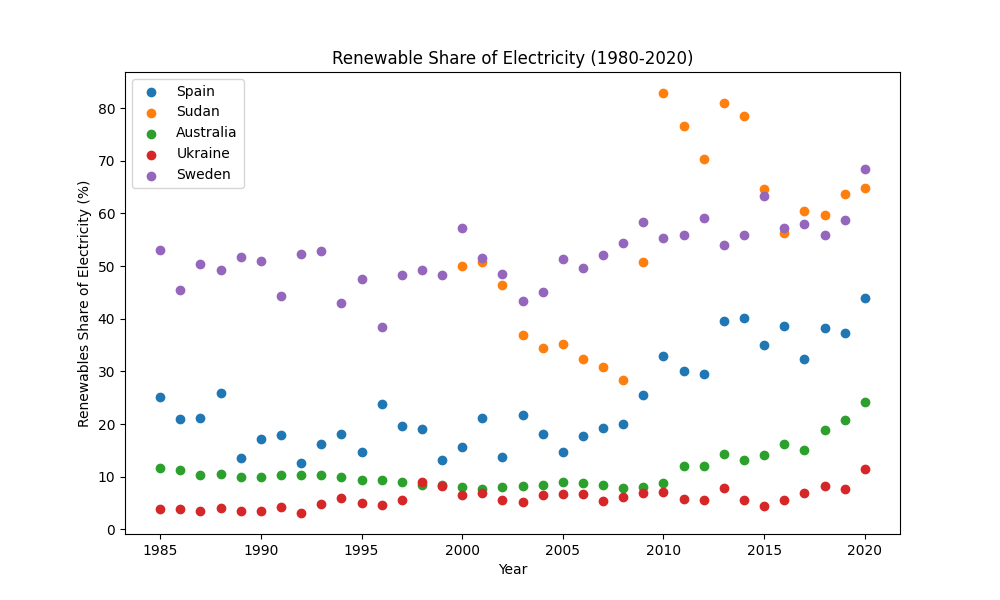 Renewable Share of Electricity (1980-2020)
Spain
Sudan
Australia
Ukraine
Sweden
Renewables Share of Electricity (%)
80
70
60
50
40
30
20
10
0
1985 1990 1995 2000 2005 2010 2015 2020
Year